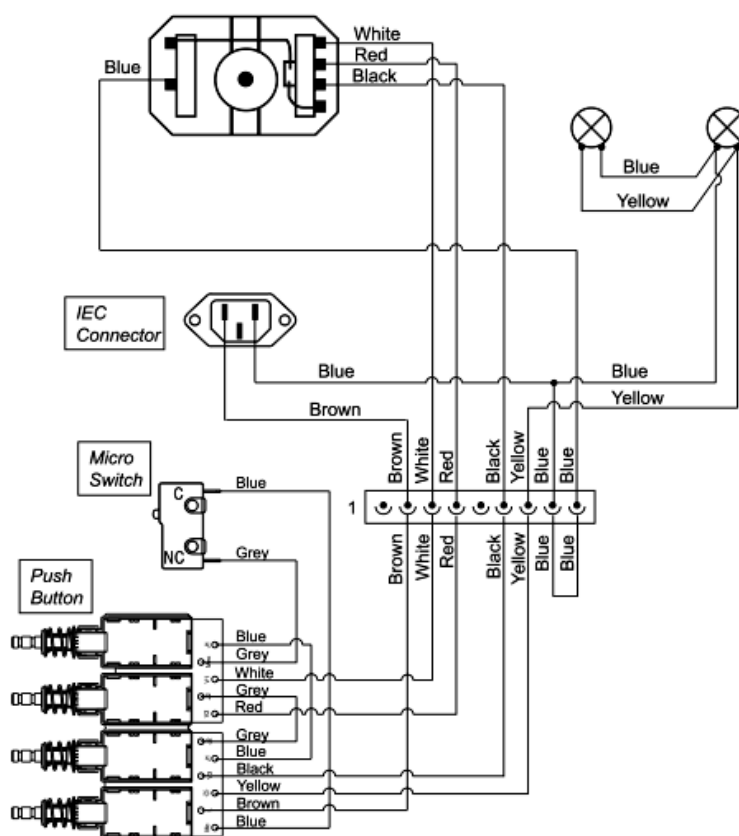 White
Red
Blue
Black
Blue
Yellow
IEC
Connector
Blue
Blue
Brown
Yellow
Brown
White
Red
Black
Yellow
Blue
Blue
Micro
Switch
C
Blue
1
NC
Grey
Brown
White
Red
Black
Yellow
Blue
Blue
Push
Button
Blue
Grey
White
Grey
Red
Grey
Blue
Black
Yellow
Brown
Blue